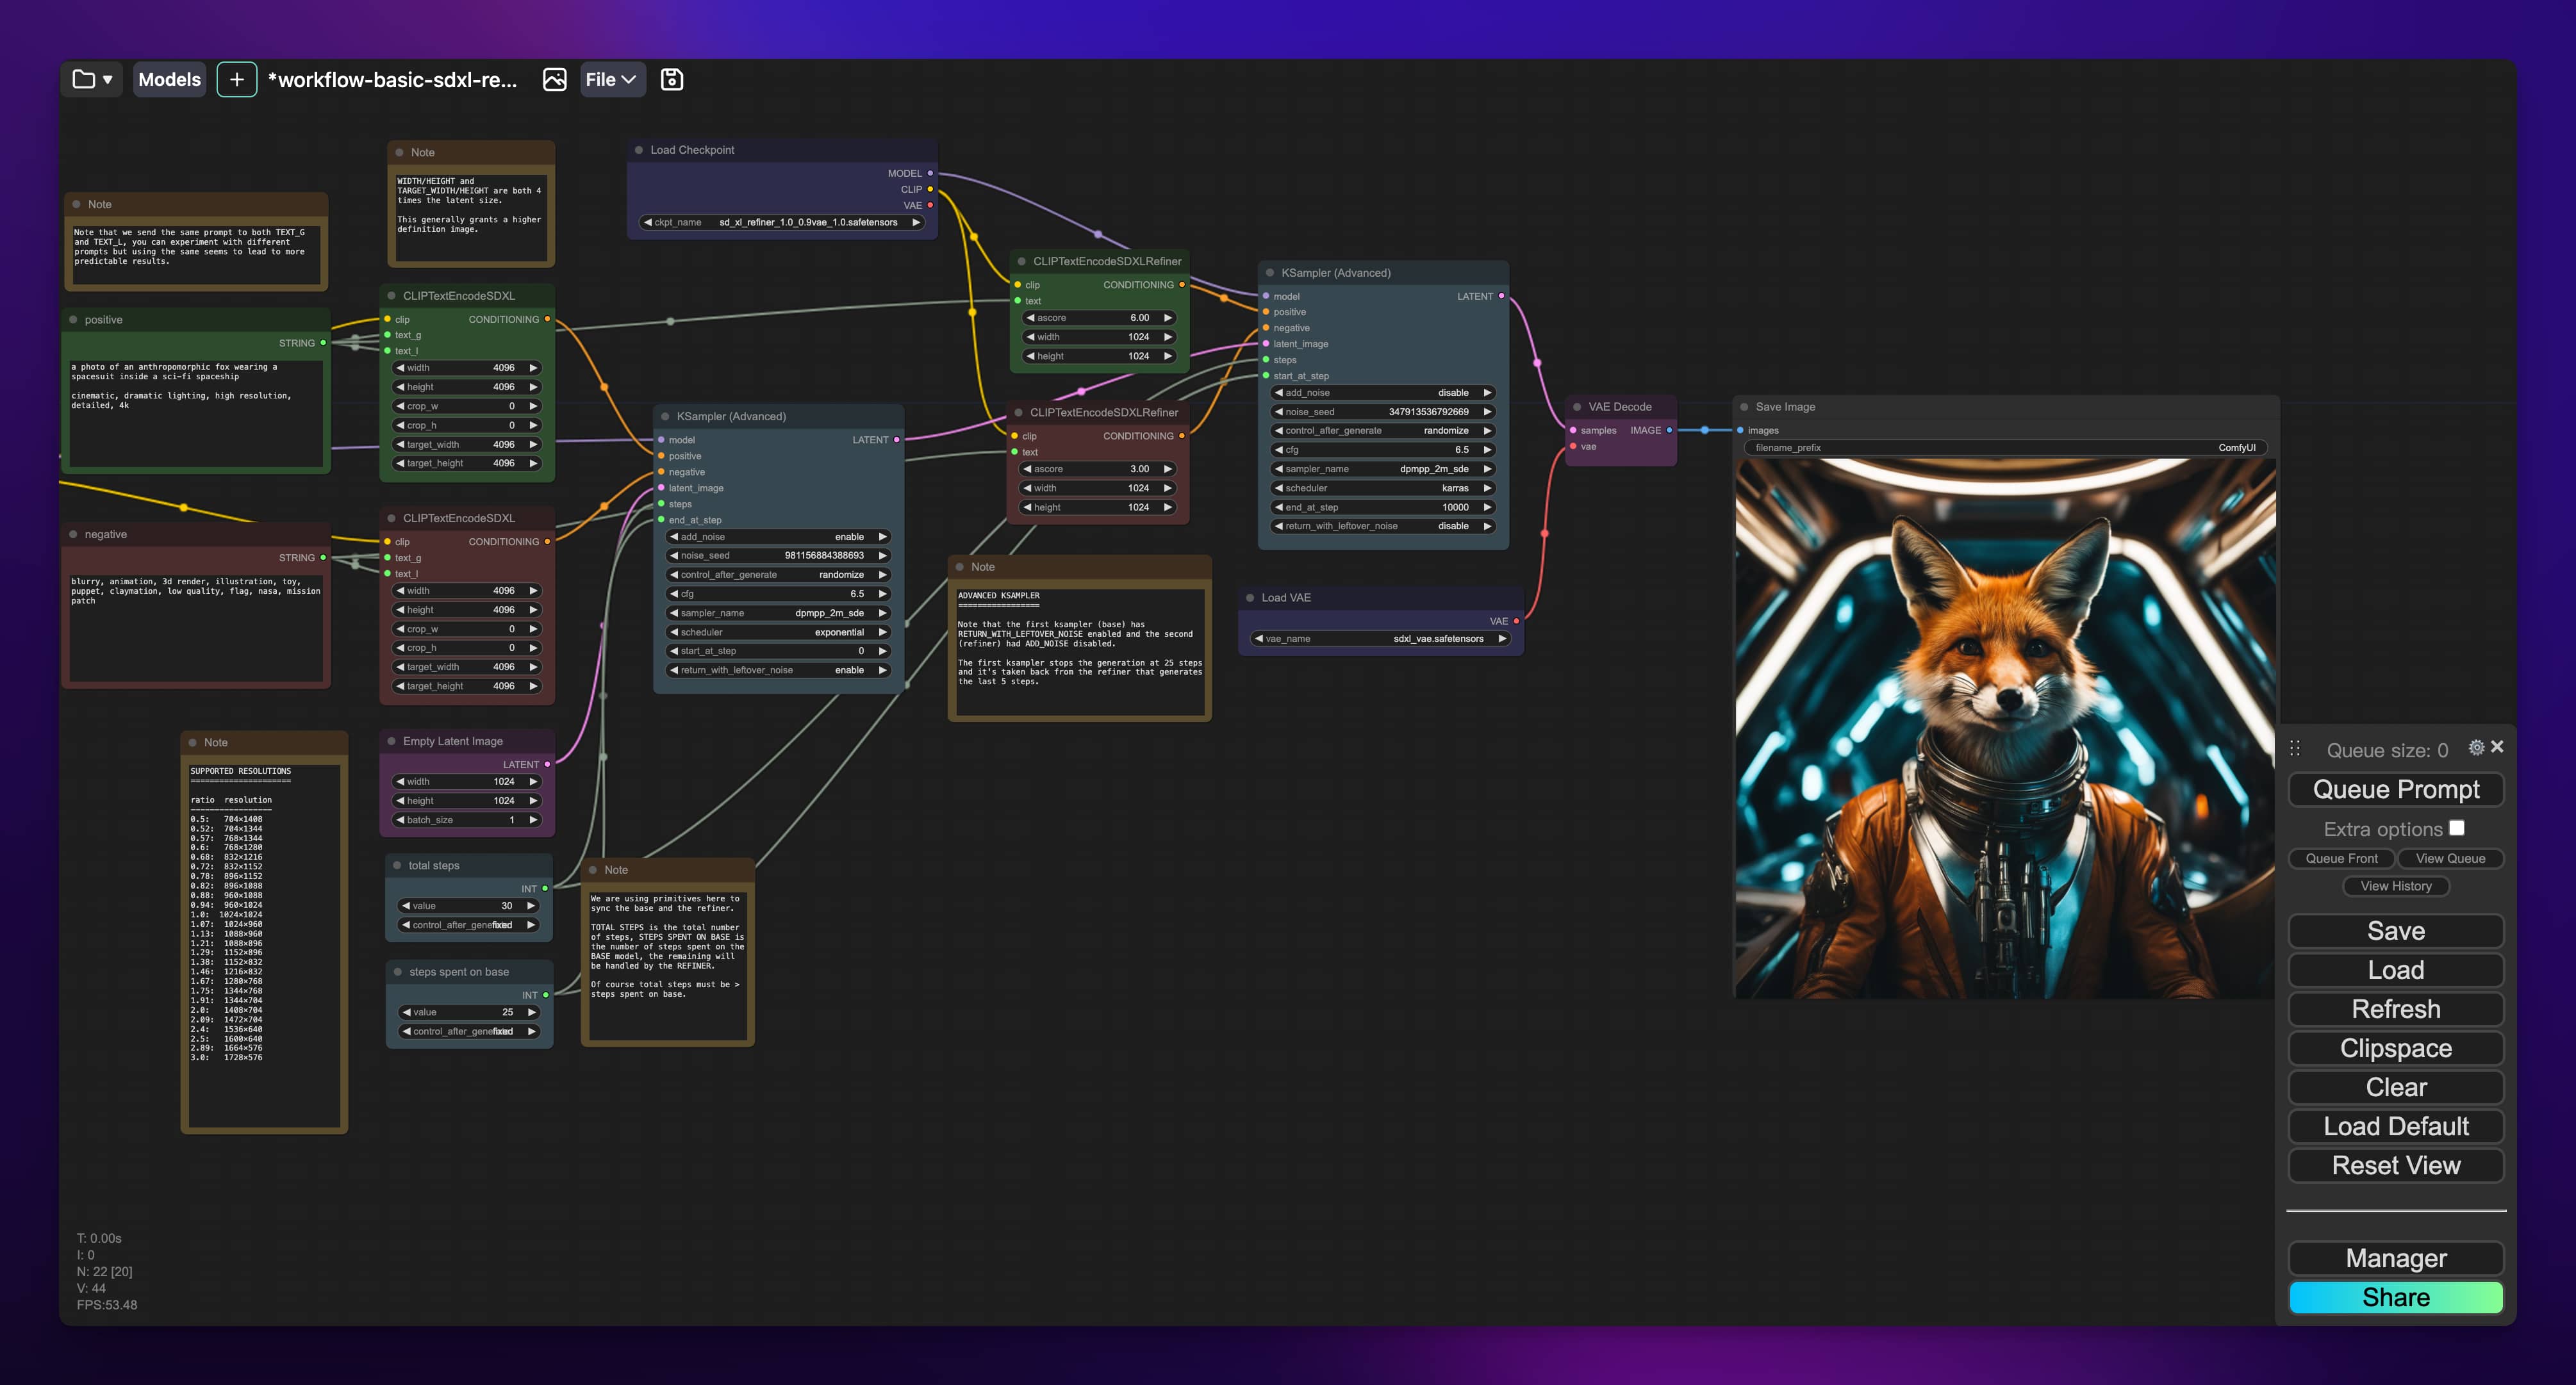 Models
+
*workflow-basic-sdxl-re...
File
Note
Note that we send the same prompt to both TEXT_G
and TEXT_L, you can experiment with different
prompts but using the same seems to lead to more
predictable results.
Note
WIDTH/HEIGHT and
TARGET_WIDTH/HEIGHT are both 4
times the latent size.
This generally grants a higher
definition image.
Load Checkpoint
MODEL
CLIP
VAE
ckpt_name sd_xl_refiner_1.0_0.9vae_1.0.safetensors
positive
STRING
a photo of an anthropomorphic fox wearing a
spacesuit inside a sci-fi spaceship
cinematic, dramatic lighting, high resolution,
detailed, 4k
CLIPTextEncodeSDXL
clip CONDITIONING
text_g
text_l
width 4096
height 4096
crop_w 0
crop_h 0
target_width 4096
target_height 4096
negative
STRING
blurry, animation, 3d render, illustration, toy,
puppet, claymation, low quality, flag, nasa, mission
patch
CLIPTextEncodeSDXL
clip CONDITIONING
text_g
text_l
width 4096
height 4096
crop_w 0
crop_h 0
target_width 4096
target_height 4096
KSampler (Advanced)
model LATENT
positive
negative
latent_image
steps
end_at_step
add_noise enable
noise_seed 981156884388693
control_after_generate randomize
cfg 6.5
sampler_name dpmpp_2m_sde
scheduler exponential
start_at_step 0
return_with_leftover_noise enable
CLIPTextEncodeSDXLRefiner
clip CONDITIONING
text
ascore 6.00
width 1024
height 1024
CLIPTextEncodeSDXLRefiner
clip CONDITIONING
text
ascore 3.00
width 1024
height 1024
KSampler (Advanced)
model LATENT
positive
negative
latent_image
steps
start_at_step
add_noise disable
noise_seed 347913536792669
control_after_generate randomize
cfg 6.5
sampler_name dpmpp_2m_sde
scheduler karras
end_at_step 10000
return_with_leftover_noise disable
Note
ADVANCED KSAMPLER
=================
Note that the first ksampler (base) has
RETURN_WITH_LEFTOVER_NOISE enabled and the second
(refiner) had ADD_NOISE disabled.
The first ksampler stops the generation at 25 steps
and it's taken back from the refiner that generates
the last 5 steps.
Load VAE
VAE
vae_name sdxl_vae.safetensors
VAE Decode
samples IMAGE
vae
Save Image
images
filename_prefix ComfyUI
Note
SUPPORTED RESOLUTIONS
=====================
ratio resolution
-----------------
0.5: 704×1408
0.52: 704×1344
0.57: 768×1344
0.6: 768×1280
0.68: 832×1216
0.72: 832×1152
0.78: 896×1152
0.82: 896×1088
0.88: 960×1088
0.94: 960×1024
1.0: 1024×1024
1.07: 1024×960
1.13: 1088×960
1.21: 1088×896
1.29: 1152×896
1.38: 1152×832
1.46: 1216×832
1.67: 1280×768
1.75: 1344×768
1.91: 1344×704
2.0: 1408×704
2.09: 1472×704
2.4: 1536×640
2.5: 1600×640
2.89: 1664×576
3.0: 1728×576
Empty Latent Image
LATENT
width 1024
height 1024
batch_size 1
total steps
INT
value 30
control_after_gene fixed
steps spent on base
INT
value 25
control_after_gene fixed
Note
We are using primitives here to
sync the base and the refiner.
TOTAL STEPS is the total number
of steps, STEPS SPENT ON BASE is
the number of steps spent on the
BASE model, the remaining will
be handled by the REFINER.
Of course total steps must be >
steps spent on base.
Queue size: 0
Queue Prompt
Extra options
Queue Front View Queue
View History
Save
Load
Refresh
Clipspace
Clear
Load Default
Reset View
Manager
Share
T: 0.00s
I: 0
N: 22 [20]
V: 44
FPS:53.48